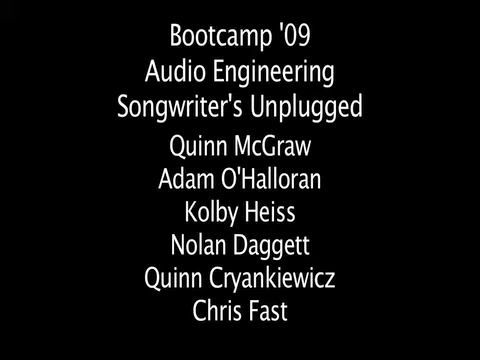 Bootcamp '09
Audio Engineering
Songwriter's Unplugged
Quinn McGraw
Adam O'Halloran
Kolby Heiss
Nolan Daggett
Quinn Cryankiewicz
Chris Fast